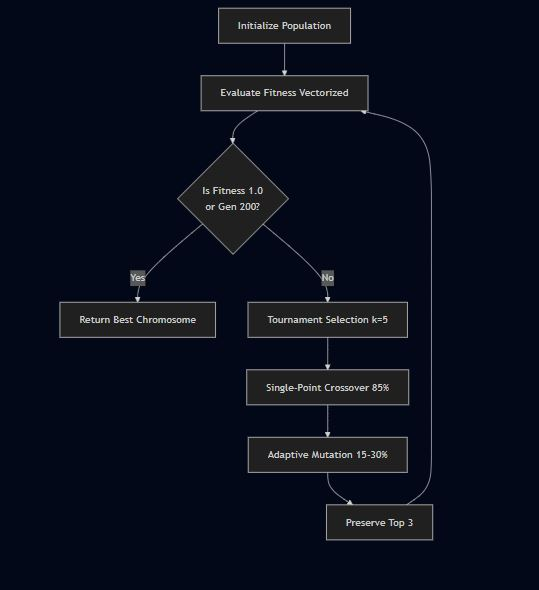 Initialize Population
Evaluate Fitness Vectorized
Is Fitness 1.0
or Gen 200?
Yes
No
Return Best Chromosome
Tournament Selection k=5
Single-Point Crossover 85%
Adaptive Mutation 15-30%
Preserve Top 3